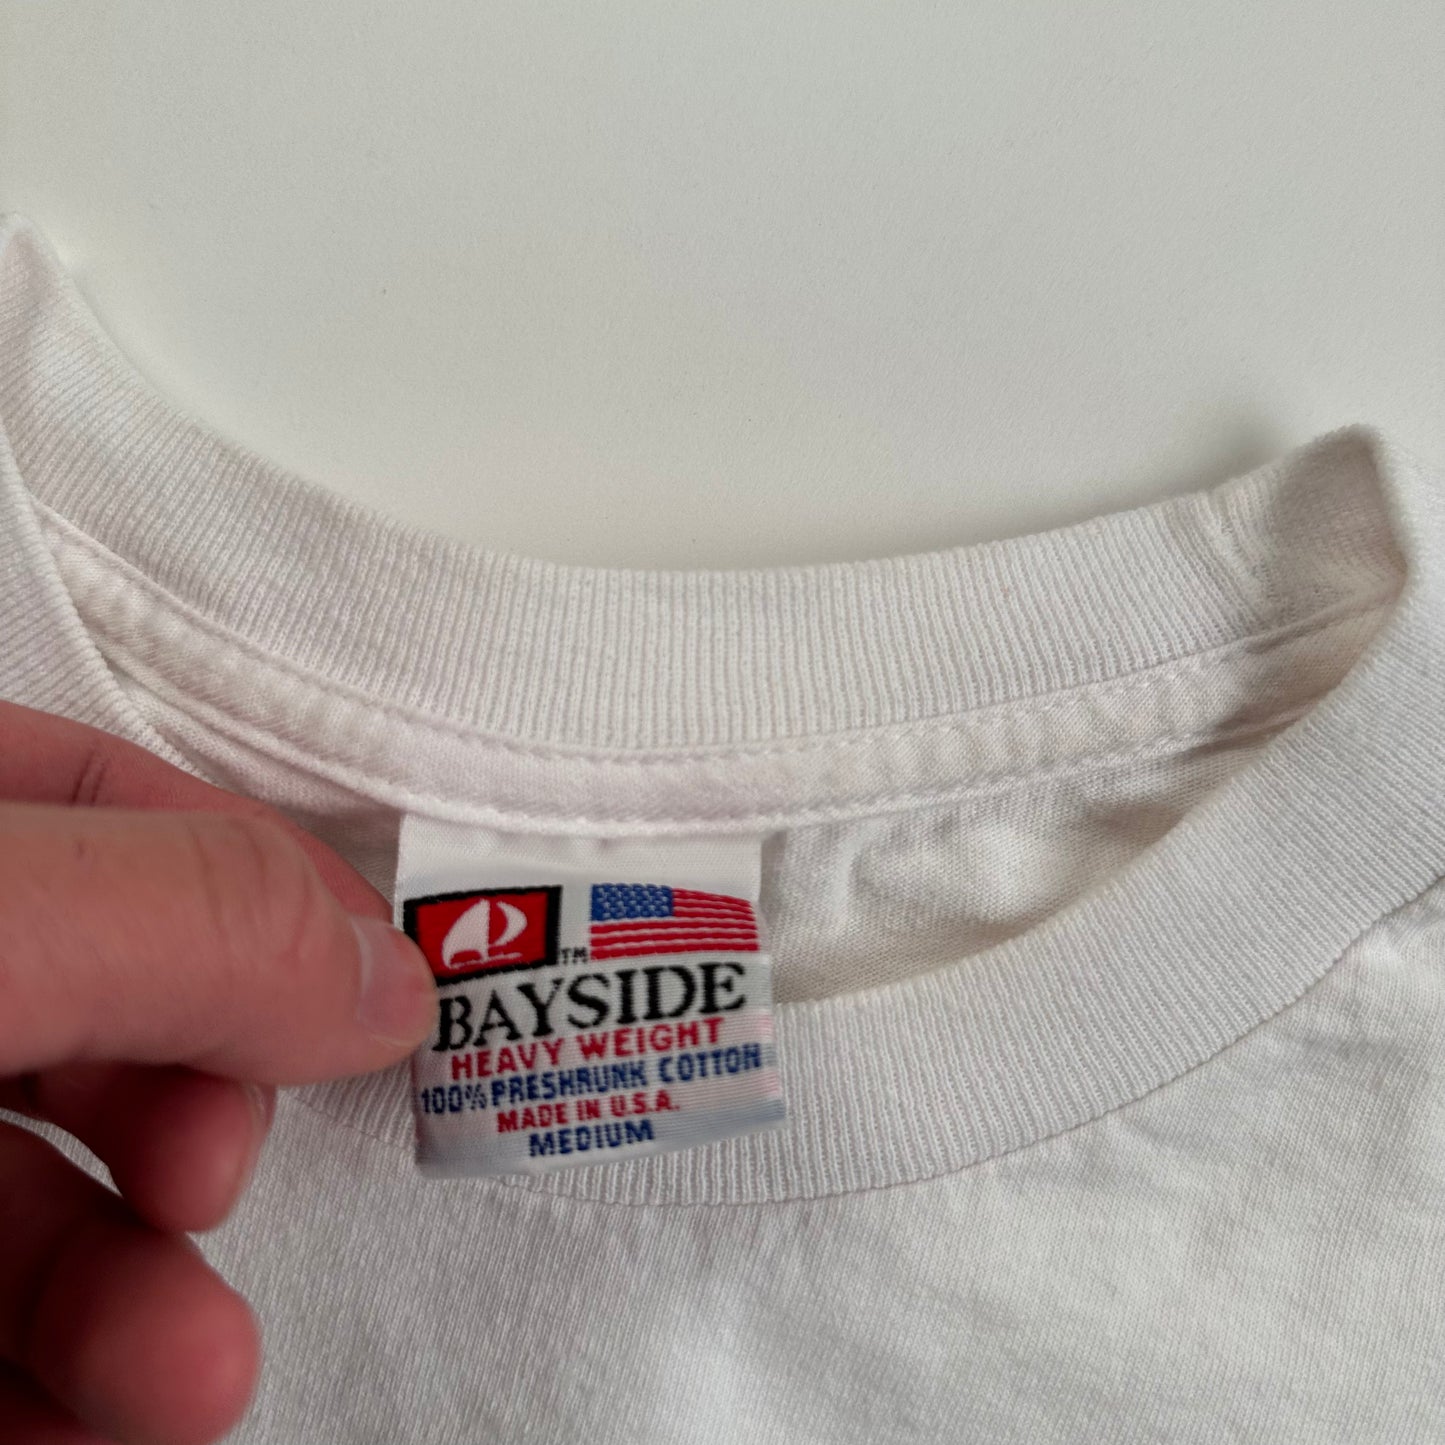 TM
BAYSIDE
HEAVY WEIGHT
100% PRESHRUNK COTTON
MADE IN U.S.A.
MEDIUM